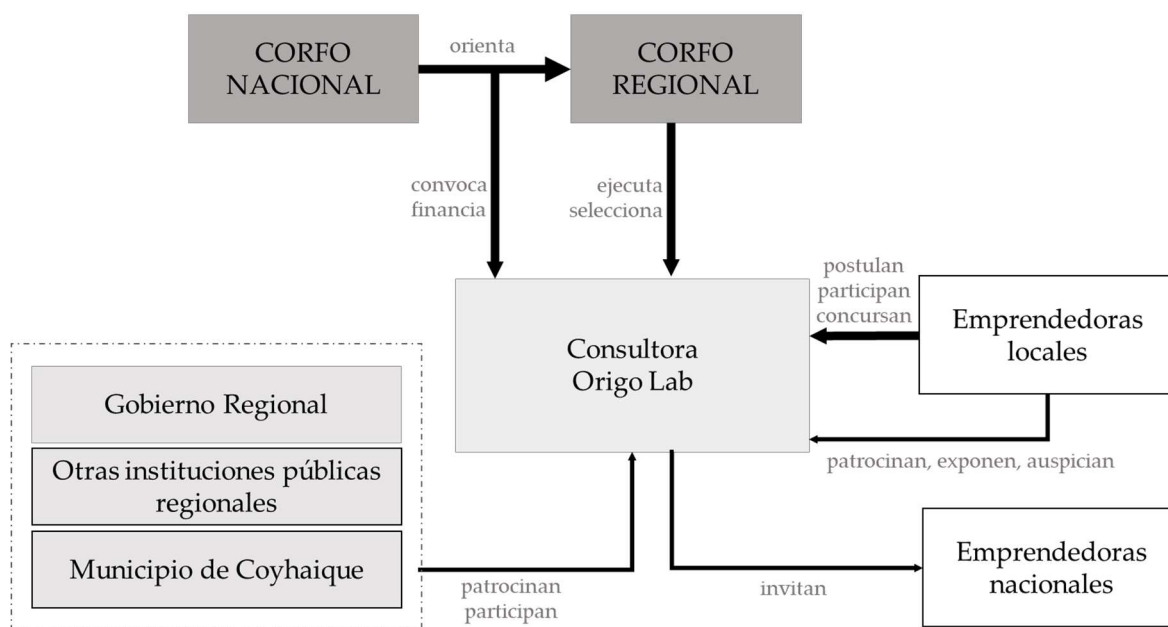 CORFO
NACIONAL
orienta
CORFO
REGIONAL
convoca
financia
ejecuta
selecciona
postulan
participan
concursan
Emprendedoras
locales
Consultora
Origo Lab
Gobierno Regional
Otras instituciones públicas
regionales
Municipio de Coyhaique
patrocinan, exponen, auspician
patrocinan
participan
invitan
Emprendedoras
nacionales